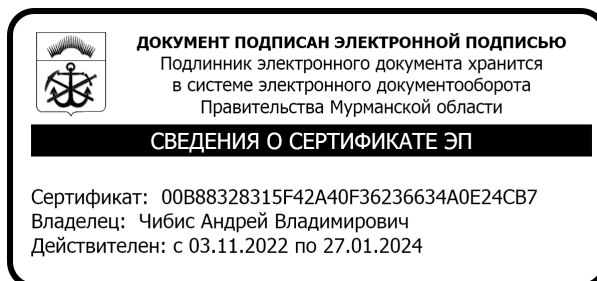 ДОКУМЕНТ ПОДПИСАН ЭЛЕКТРОННОЙ ПОДПИСЬЮ
Подлинник электронного документа хранится
в системе электронного документооборота
Правительства Мурманской области
СВЕДЕНИЯ О СЕРТИФИКАТЕ ЭП
Сертификат: 00B88328315F42A40F36236634A0E24CB7
Владелец: Чибис Андрей Владимирович
Действителен: с 03.11.2022 по 27.01.2024